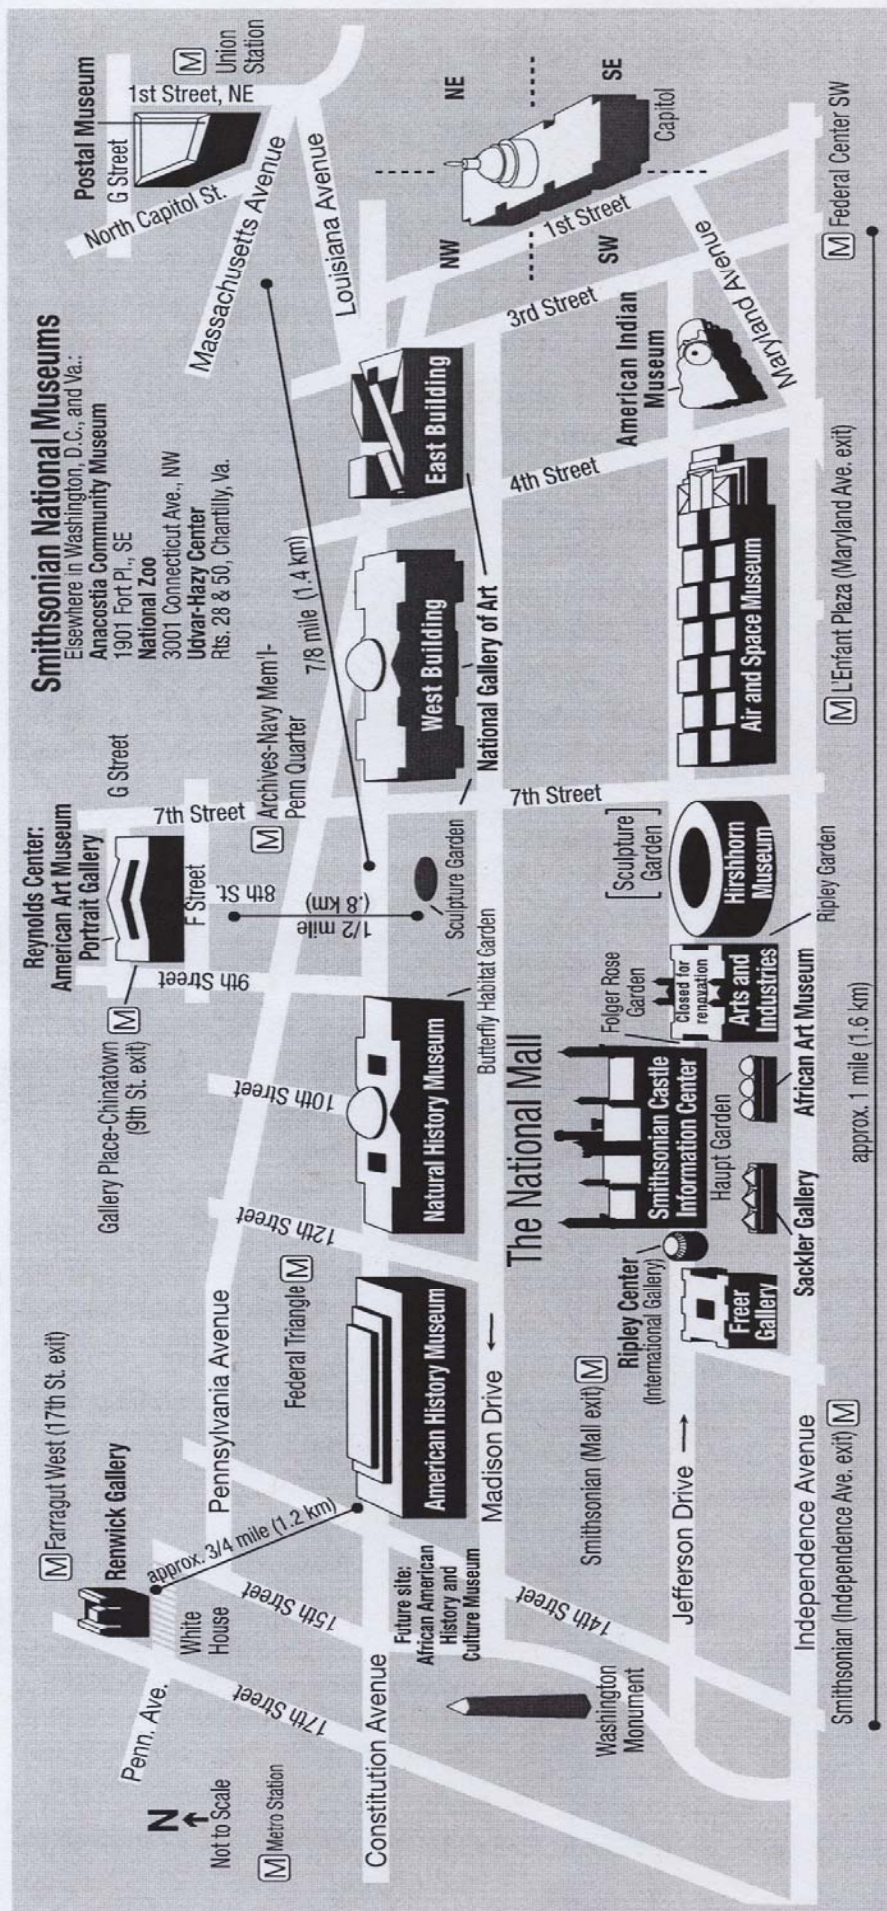 Smithsonian National Museums
Elsewhere in Washington, D.C., and Va.:
Anacostia Community Museum
1901 Fort Pl., SE
National Zoo
3001 Connecticut Ave., NW
Udvar-Hazy Center
Rts. 28 & 50, Chantilly, Va.
N
Not to Scale
M Metro Station
Penn. Ave.
White
House
Renwick Gallery
M Farragut West (17th St. exit)
approx. 3/4 mile (1.2 km)
17th Street
15th Street
Pennsylvania Avenue
Federal Triangle M
12th Street
10th Street
9th Street
Gallery Place-Chinatown
(9th St. exit)
M
Reynolds Center:
American Art Museum
Portrait Gallery
G Street
F Street
8th St.
7th Street
1/2 mile
(.8 km)
M Archives-Navy Mem'l-
Penn Quarter
7/8 mile (1.4 km)
Postal Museum
G Street
1st Street, NE
North Capitol St.
M
Union
Station
Massachusetts Avenue
Louisiana Avenue
Constitution Avenue
Future site:
African American
History and
Culture Museum
American History Museum
Natural History Museum
Butterfly Habitat Garden
Sculpture Garden
West Building
East Building
National Gallery of Art
Madison Drive
The National Mall
NW
NE
SW
SE
Capitol
1st Street
3rd Street
4th Street
7th Street
14th Street
Washington
Monument
Smithsonian (Mall exit) M
Jefferson Drive
Ripley Center
(International Gallery)
Freer
Gallery
Smithsonian Castle
Information Center
Haupt Garden
Folger Rose
Garden
Closed for
renovation
Arts and
Industries
Sculpture
Garden
Hirshhorn
Museum
Air and Space Museum
American Indian
Museum
Maryland Avenue
Independence Avenue
Sackler Gallery
African Art Museum
Ripley Garden
Smithsonian (Independence Ave. exit) M
M L'Enfant Plaza (Maryland Ave. exit)
M Federal Center SW
approx. 1 mile (1.6 km)